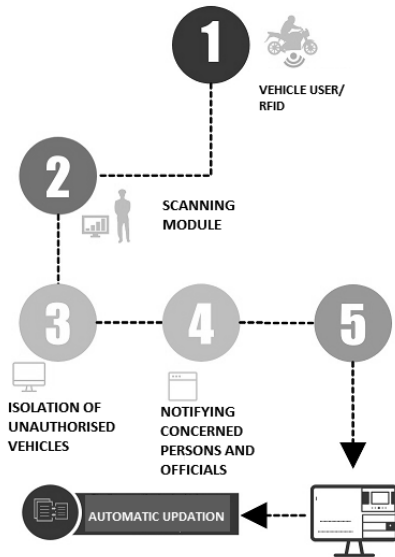 1
VEHICLE USER/
RFID
2
SCANNING
MODULE
3
4
5
ISOLATION OF
UNAUTHORISED
VEHICLES
NOTIFYING
CONCERNED
PERSONS AND
OFFICIALS
AUTOMATIC UPDATION